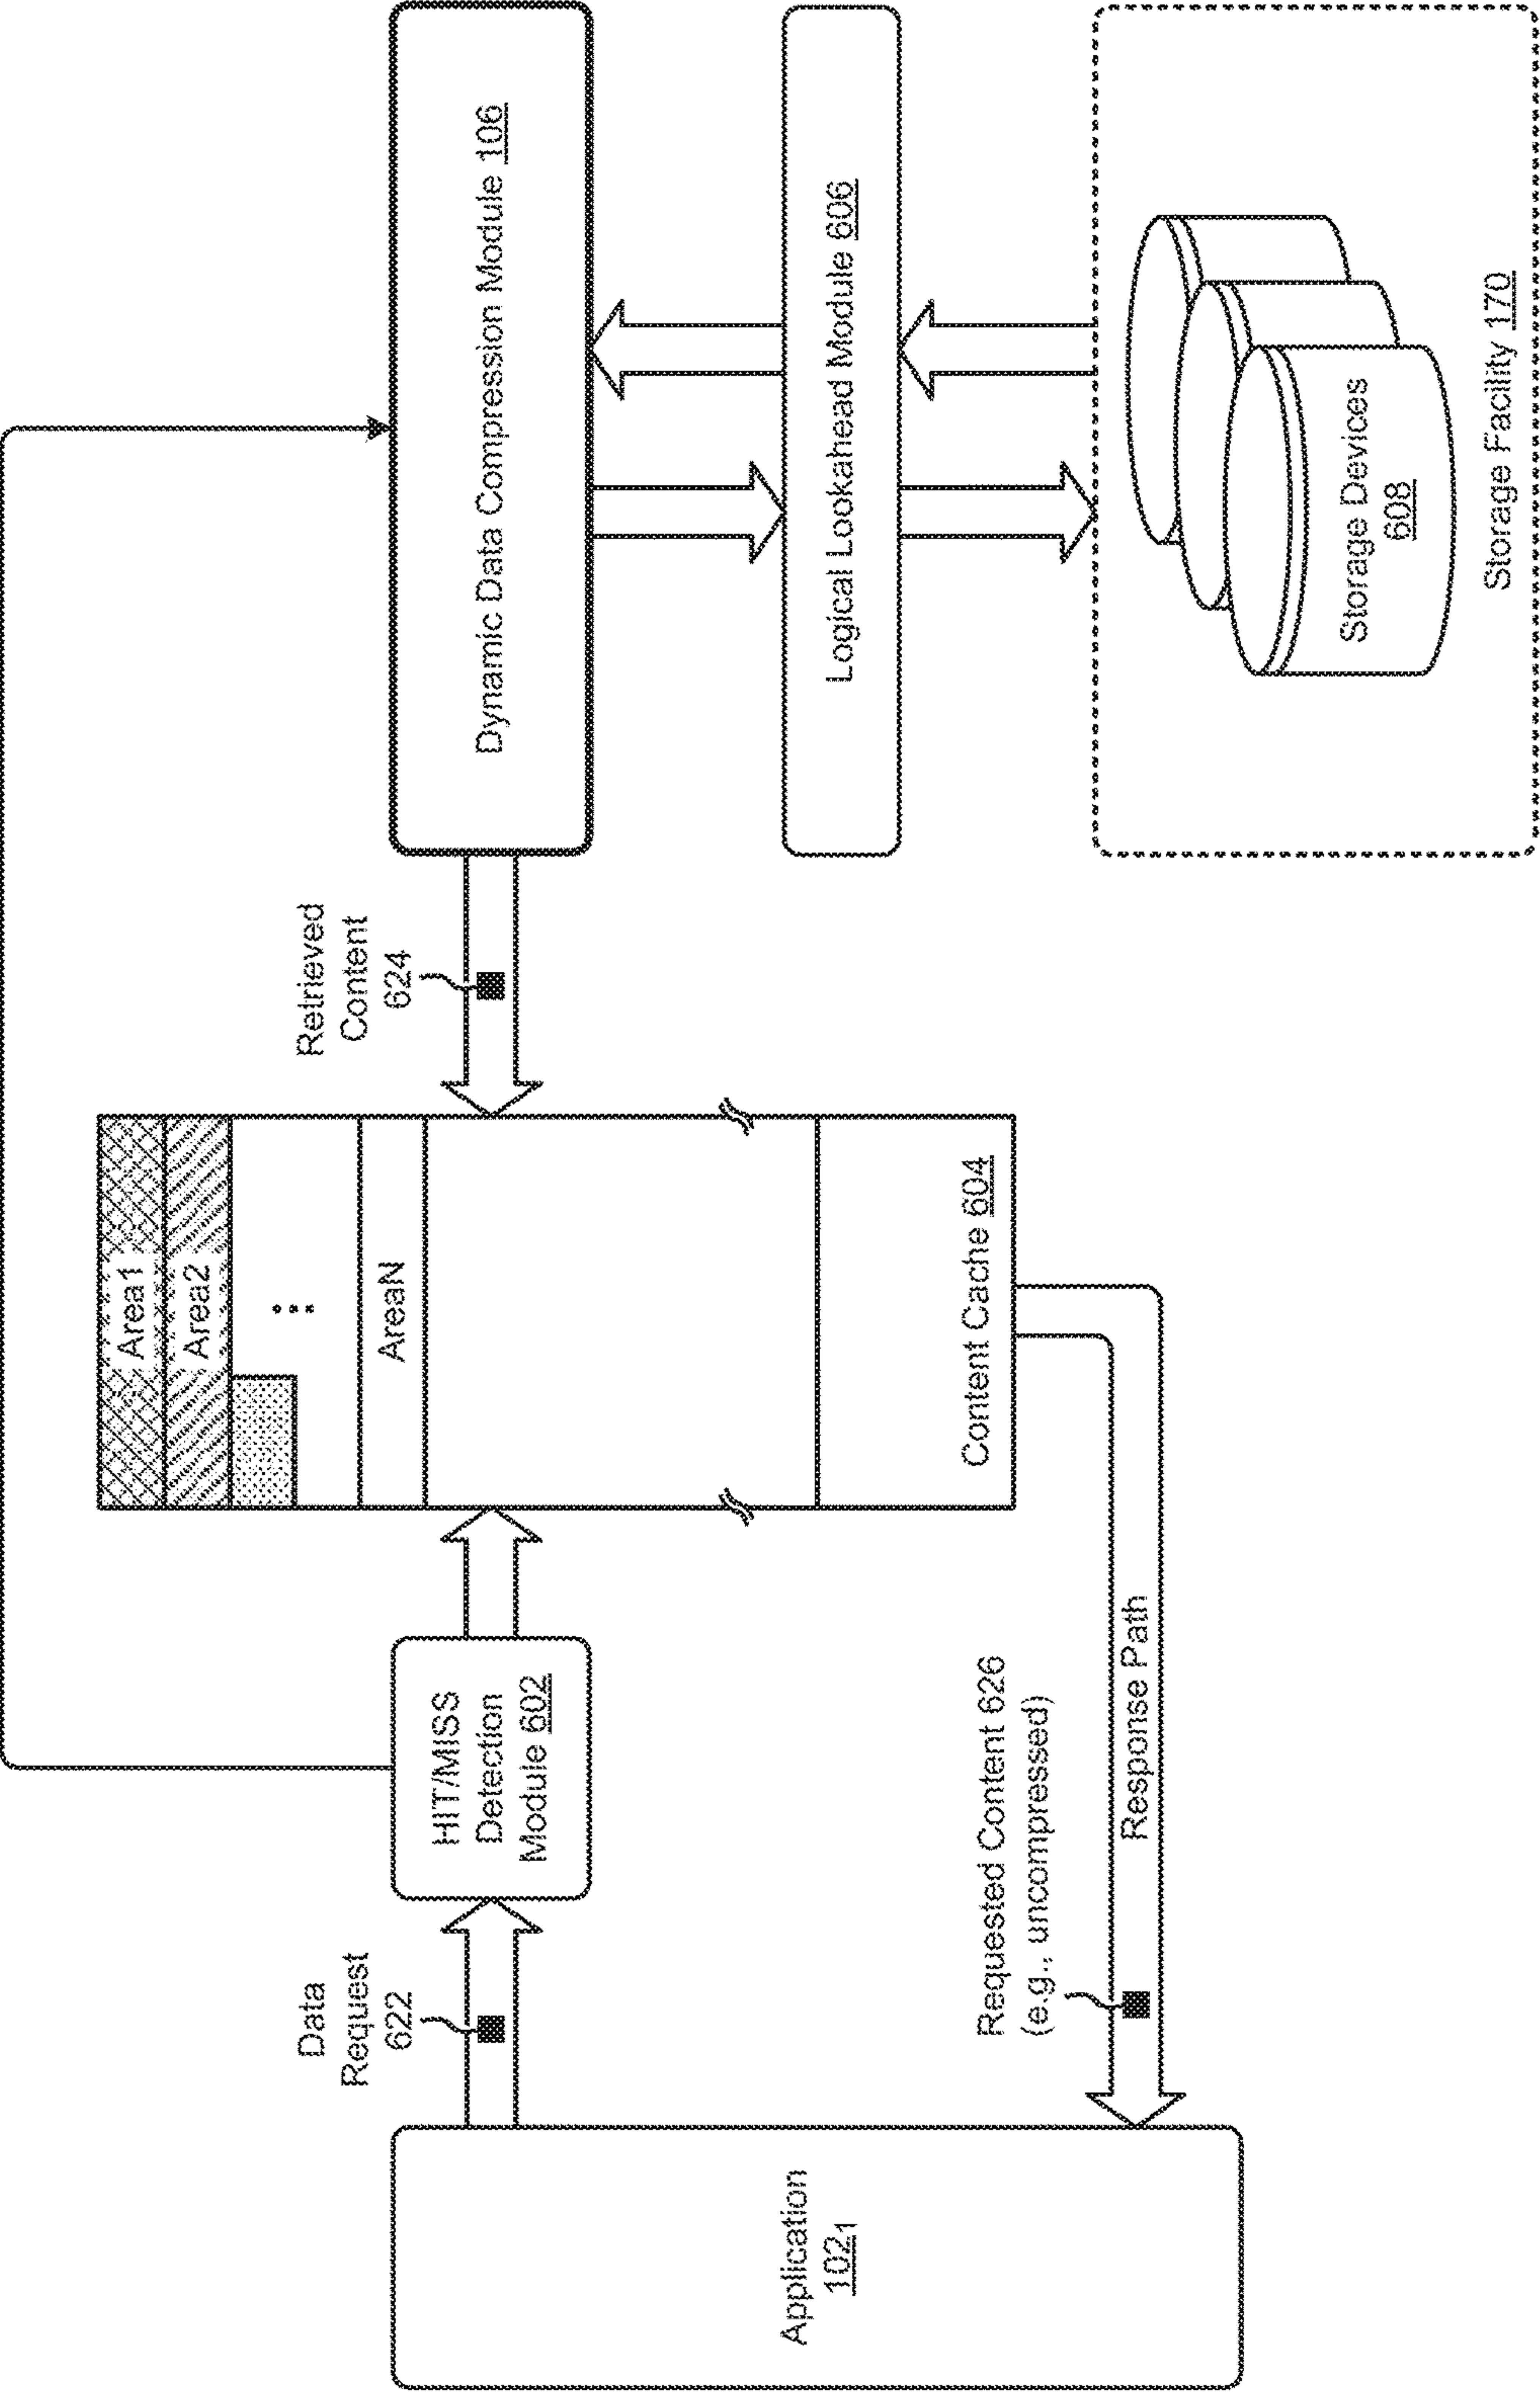 Data
Request
622
Application
102₁
HIT/MISS
Detection
Module 602
Requested Content 626
(e.g., uncompressed)
Response Path
Area1
Area2
AreaN
Content Cache 604
Retrieved
Content
624
Dynamic Data Compression Module 106
Logical Lookahead Module 606
Storage Devices
608
Storage Facility 170